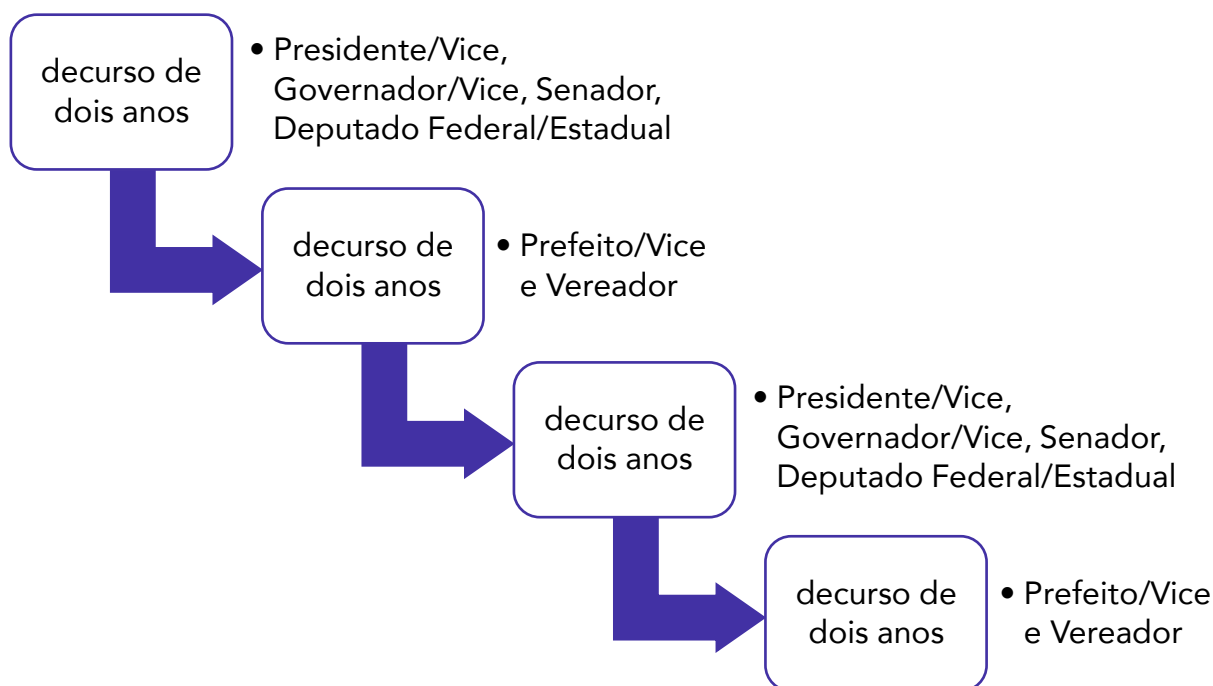 decurso de
dois anos
• Presidente/Vice,
Governador/Vice, Senador,
Deputado Federal/Estadual
decurso de
dois anos
• Prefeito/Vice
e Vereador
decurso de
dois anos
• Presidente/Vice,
Governador/Vice, Senador,
Deputado Federal/Estadual
decurso de
dois anos
• Prefeito/Vice
e Vereador